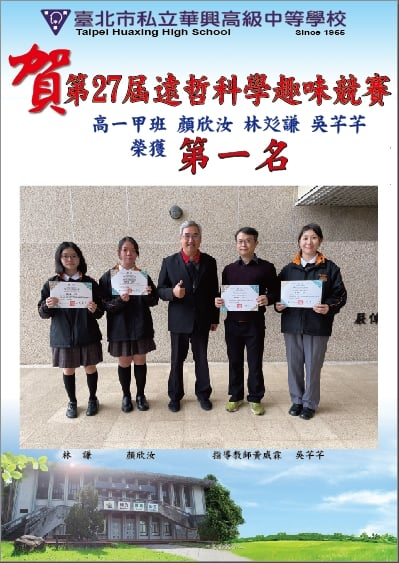 臺北市私立華興高級中等學校
Taipei Huaxing High School Since 1955
賀 第27屆遠哲科學趣味競賽
高一甲班 顏欣汝 林彣謙 吳芊芊
榮獲 第一名
林 謙 顏欣汝 指導教師黃威霖 吳芊芊